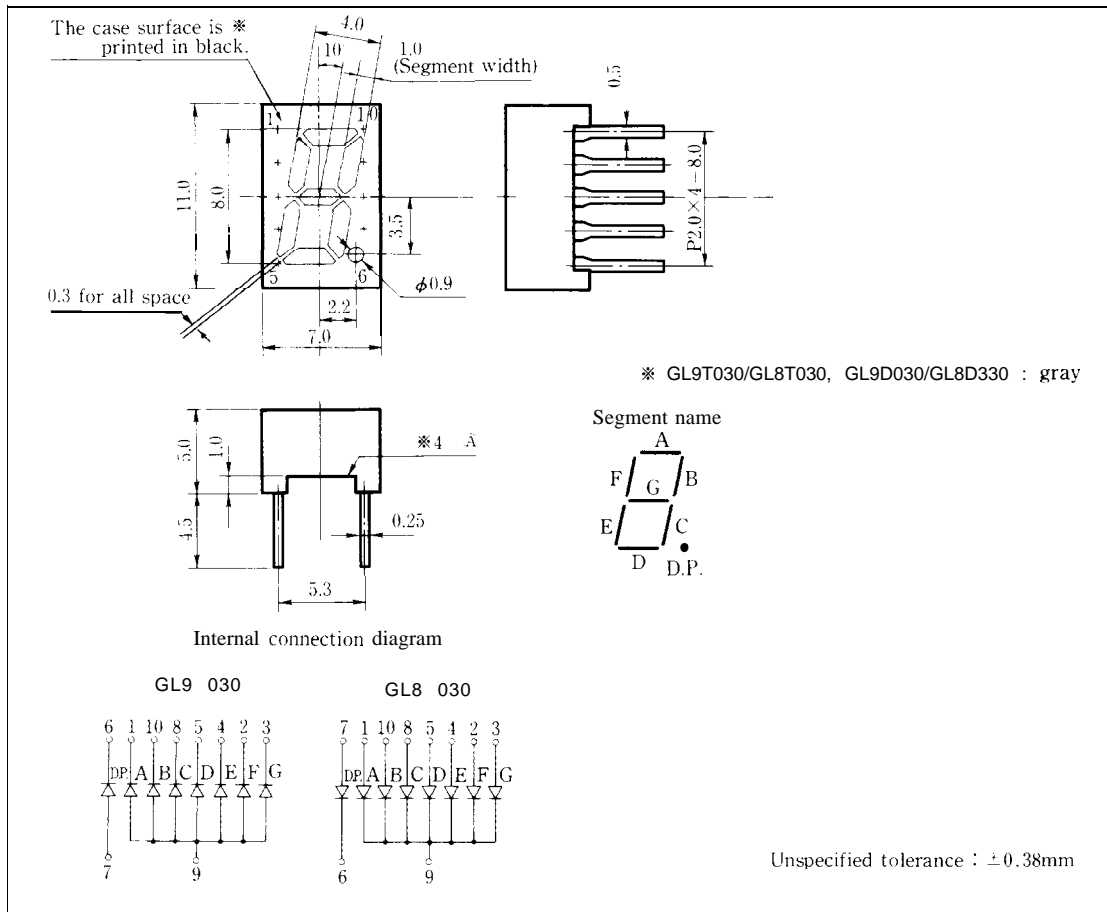 The case surface is ※
printed in black.
4.0
10
1.0
(Segment width)
0.5
1
10
11.0
8.0
3.5
P2.0×4−8.0
5
6
ϕ0.9
0.3 for all space
2.2
7.0
※ GL9T030/GL8T030, GL9D030/GL8D330 : gray
Segment name
A
F
B
G
E
C
D
D.P.
5.0
1.0
※4 A
4.5
0.25
5.3
Internal connection diagram
GL9 030
GL8 030
6 1 10 8 5 4 2 3
7 1 10 8 5 4 2 3
D.P. A B C D E F G
D.P. A B C D E F G
7
9
6
9
Unspecified tolerance : ±0.38mm